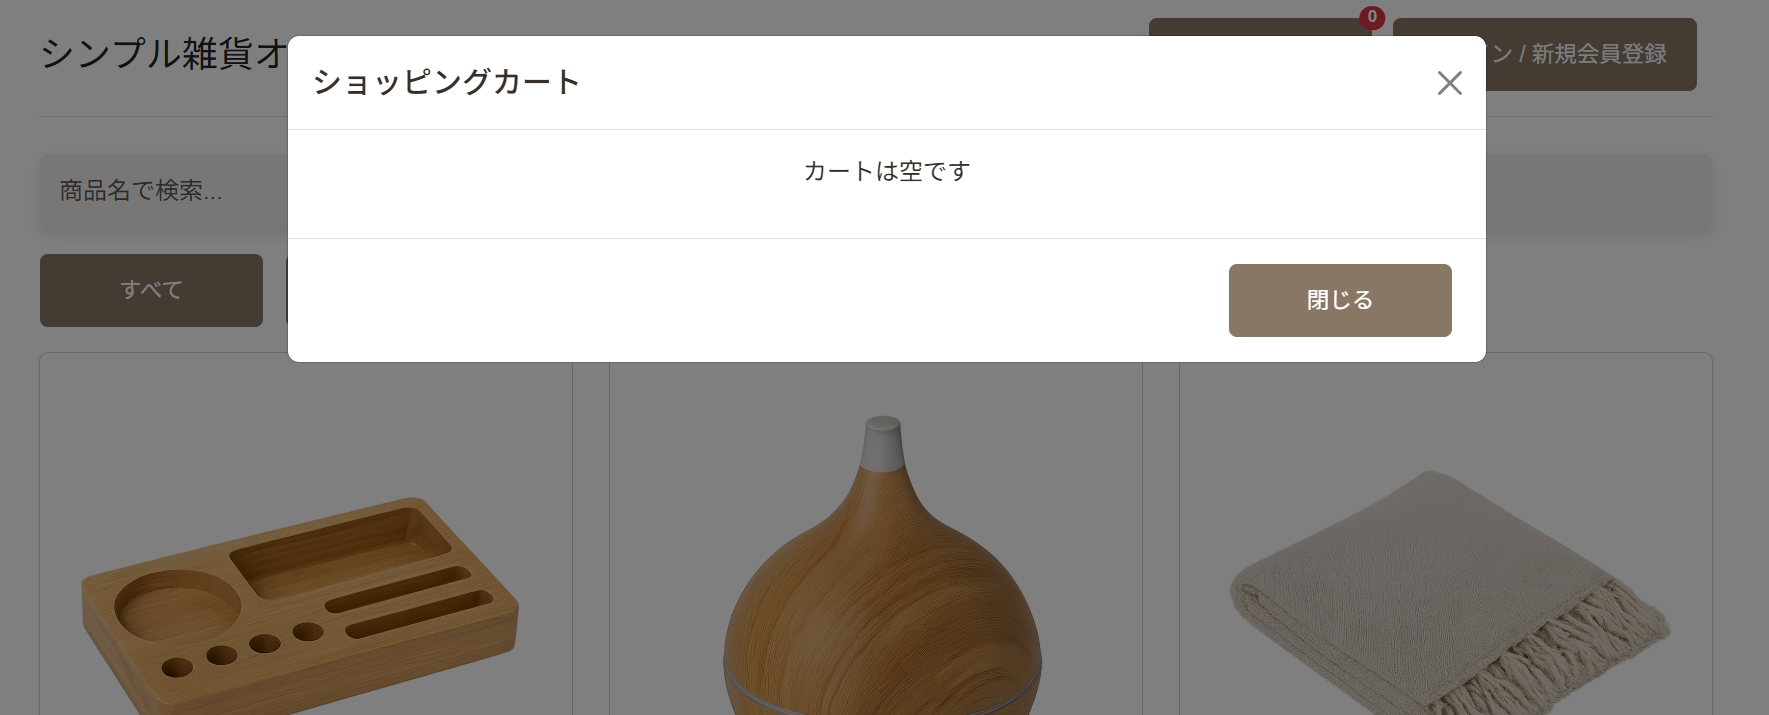 シンプル雑貨オ
0
ン / 新規会員登録
ショッピングカート
商品名で検索...
カートは空です
すべて
閉じる